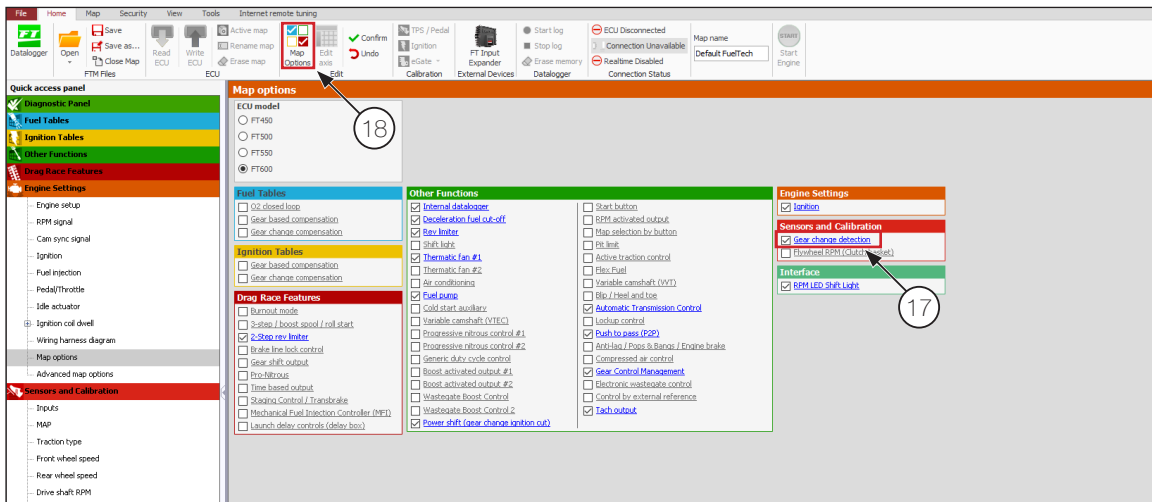 File Home Map Security View Tools Internet remote tuning
FT
Datalogger
Open
Save
Save as...
Close Map
FTM Files
Read ECU
Write ECU
Active map
Rename map
Erase map
ECU
Map Options
Edit axis
Confirm
Undo
Edit
TPS / Pedal
Ignition
eGate
Calibration
FT Input Expander
External Devices
Start log
Stop log
Erase memory
Datalogger
ECU Disconnected
Connection Unavailable
Realtime Disabled
Connection Status
Map name
Default FuelTech
START
Start Engine
Quick access panel
Diagnostic Panel
Fuel Tables
Ignition Tables
Other Functions
Drag Race Features
Engine Settings
Engine setup
RPM signal
Cam sync signal
Ignition
Fuel injection
Pedal/Throttle
Idle actuator
Ignition coil dwell
Wiring harness diagram
Map options
Advanced map options
Sensors and Calibration
Inputs
MAP
Traction type
Front wheel speed
Rear wheel speed
Drive shaft RPM
Map options
18
ECU model
FT450
FT500
FT550
FT600
Fuel Tables
O2 closed loop
Gear based compensation
Gear change compensation
Ignition Tables
Gear based compensation
Gear change compensation
Drag Race Features
Burnout mode
3-step / boost spool / roll start
2-Step rev limiter
Brake line lock control
Gear shift output
Pro-Nitrous
Time based output
Staging Control / Transbrake
Mechanical Fuel Injection Controller (MFI)
Launch delay controls (delay box)
Other Functions
Internal datalogger
Deceleration fuel cut-off
Rev limiter
Shift light
Thermatic fan #1
Thermatic fan #2
Air conditioning
Fuel pump
Cold start auxiliary
Variable camshaft (VTEC)
Progressive nitrous control #1
Progressive nitrous control #2
Generic duty cycle control
Boost activated output #1
Boost activated output #2
Wastegate Boost Control
Wastegate Boost Control 2
Power shift (gear change ignition cut)
Start button
RPM activated output
Map selection by button
Pit limit
Active traction control
Flex Fuel
Variable camshaft (VVT)
Blip / Heel and toe
Automatic Transmission Control
Lockup control
Push to pass (P2P)
Anti-lag / Pops & Bangs / Engine brake
Compressed air control
Gear Control Management
Electronic wastegate control
Control by external reference
Tach output
Engine Settings
Ignition
Sensors and Calibration
Gear change detection
Flywheel RPM (Clutch basket)
Interface
RPM LED Shift Light
17